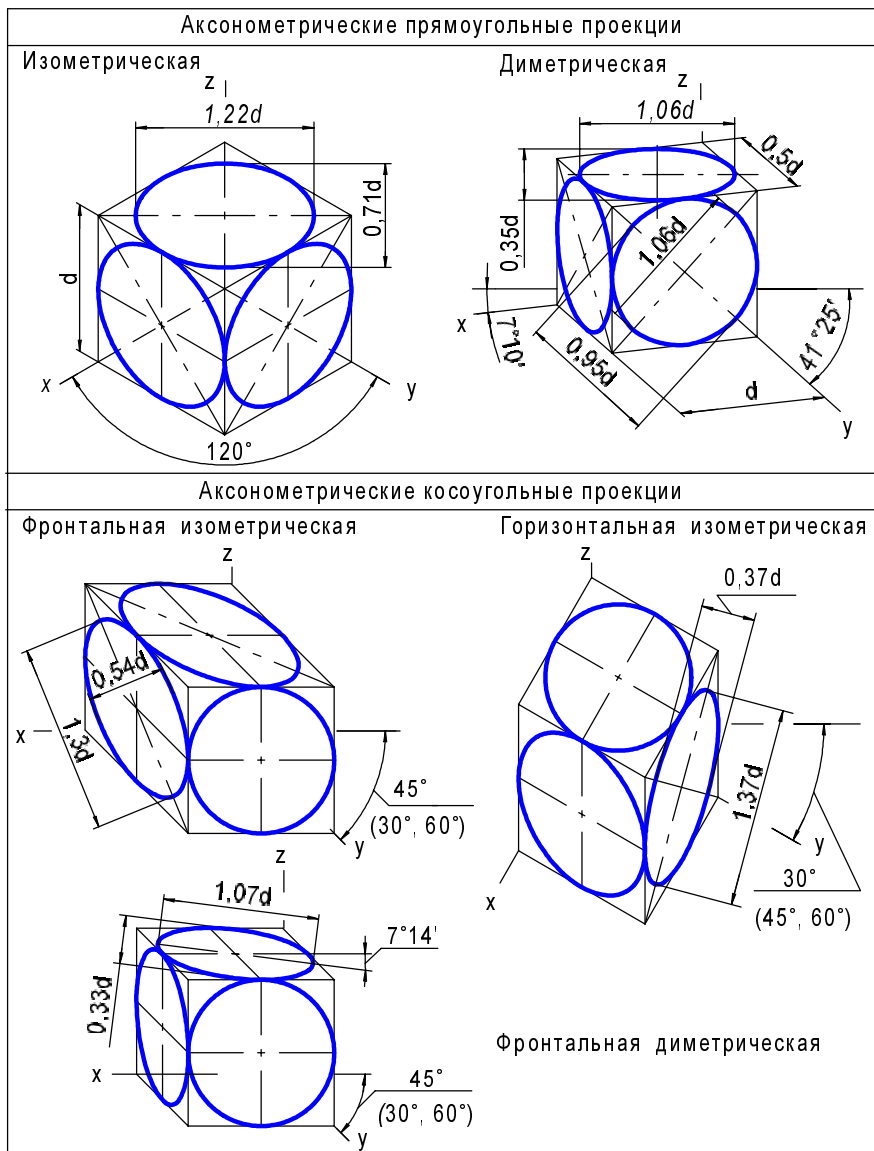 Аксонометрические прямоугольные проекции
Изометрическая
Диметрическая
z
1,22d
0,71d
d
x
y
120°
z
1,06d
0,5d
0,35d
1,06d
x
7°10'
0,95d
d
41°25'
y
Аксонометрические косоугольные проекции
Фронтальная изометрическая
Горизонтальная изометрическая
z
0,54d
1,3d
x
45°
(30°, 60°)
y
z
0,37d
1,37d
x
y
30°
(45°, 60°)
z
1,07d
7°14'
0,33d
x
45°
(30°, 60°)
y
Фронтальная диметрическая